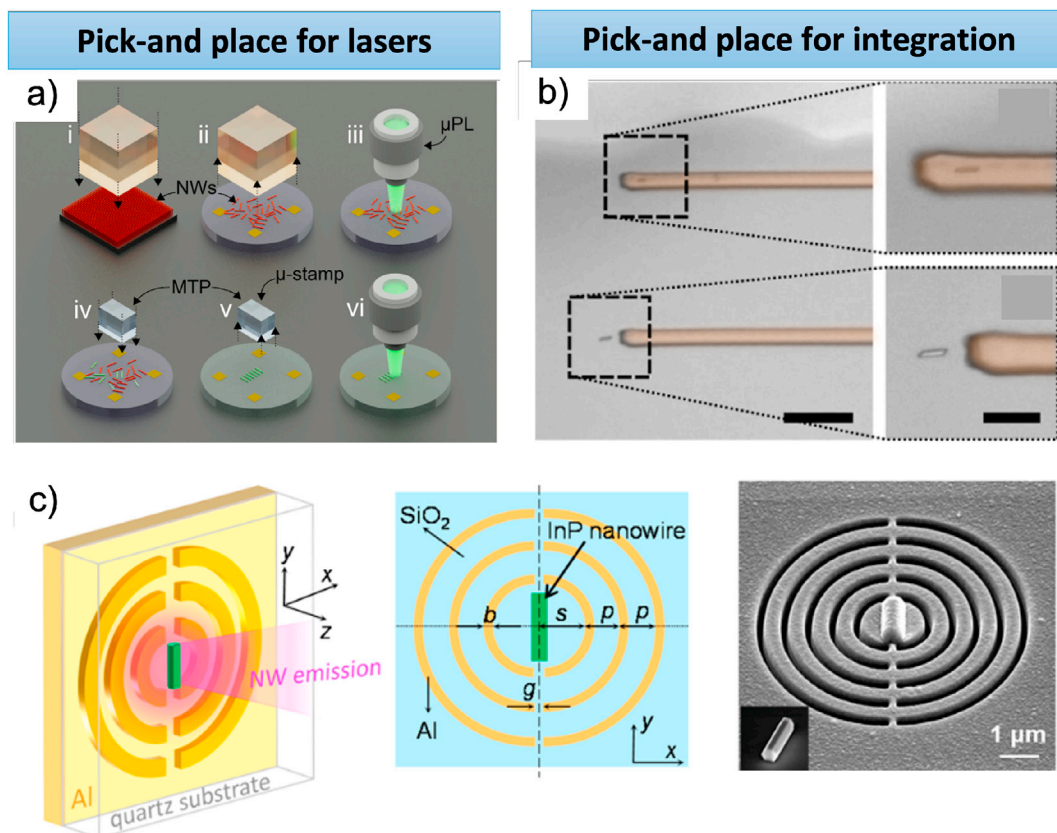 Pick-and place for lasers
Pick-and place for integration
a)
i
ii
iii
µPL
NWs
iv
MTP
v
µ-stamp
vi
b)
c)
y
x
z
NW emission
Al
quartz substrate
SiO₂
InP nanowire
b
s
p
p
g
Al
y
x
1 µm